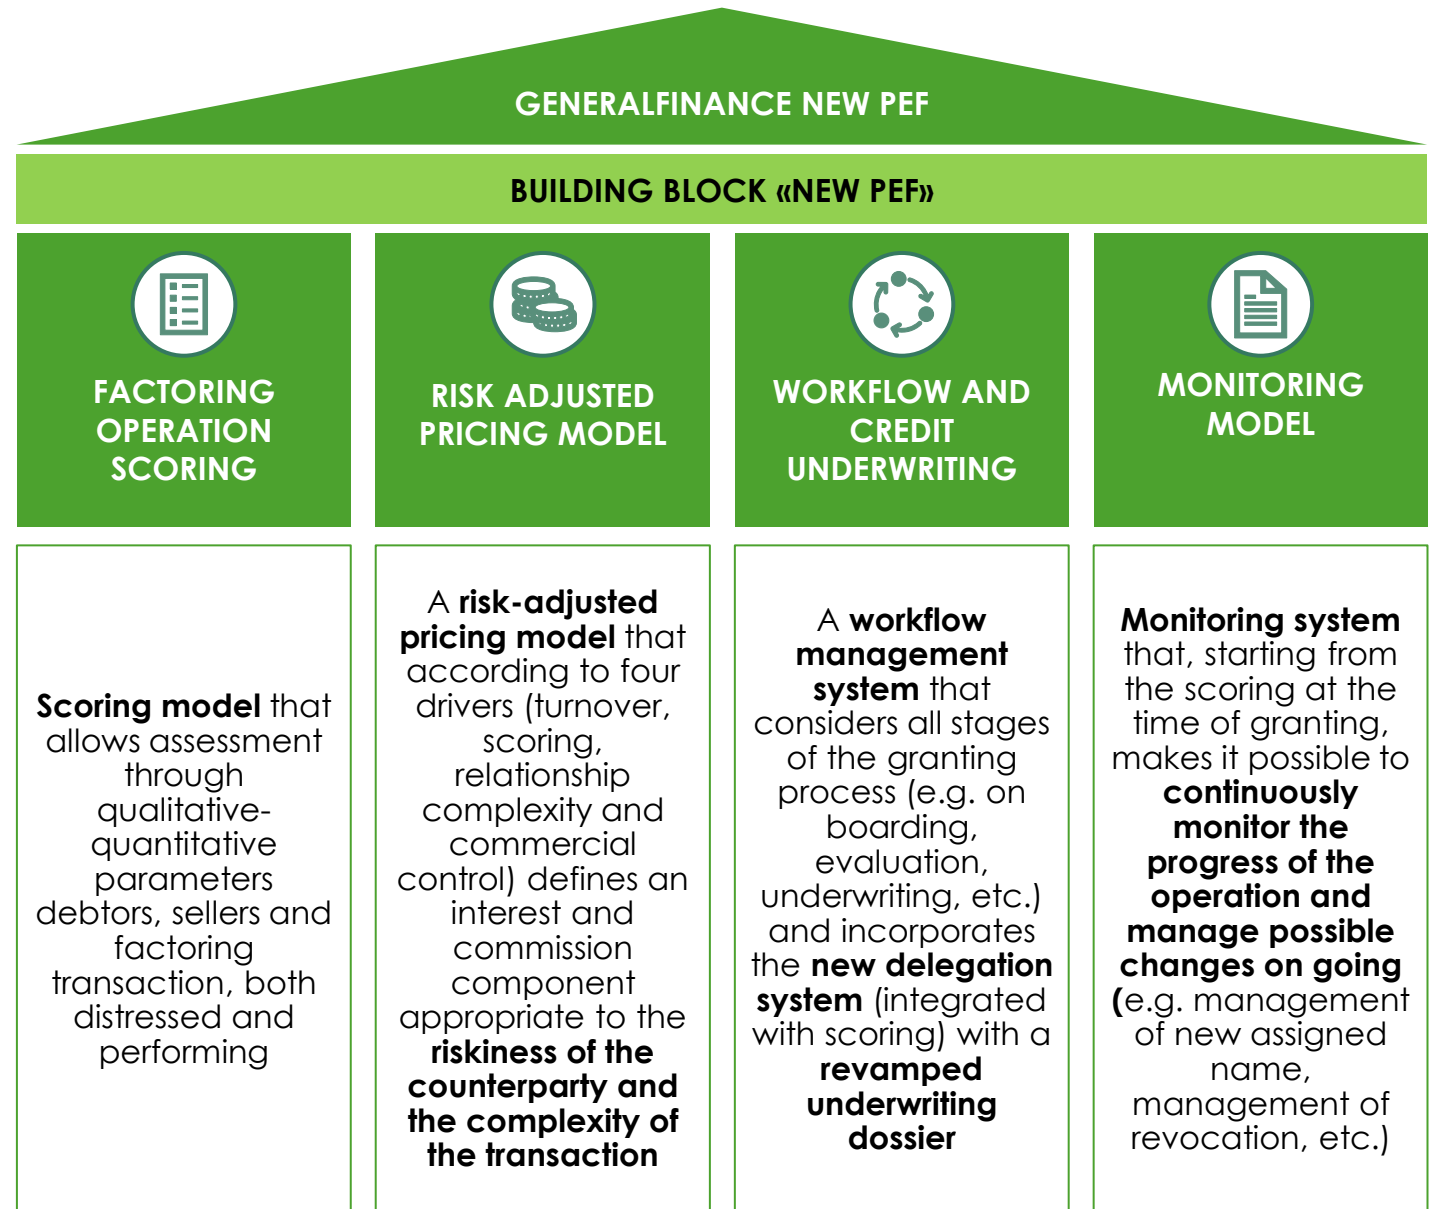 GENERALFINANCE NEW PEF
BUILDING BLOCK «NEW PEF»
FACTORING
OPERATION
SCORING
RISK ADJUSTED
PRICING MODEL
WORKFLOW AND
CREDIT
UNDERWRITING
MONITORING
MODEL
Scoring model that
allows assessment
through
qualitative-
quantitative
parameters
debtors, sellers and
factoring
transaction, both
distressed and
performing
A risk-adjusted
pricing model that
according to four
drivers (turnover,
scoring,
relationship
complexity and
commercial
control) defines an
interest and
commission
component
appropriate to the
riskiness of the
counterparty and
the complexity of
the transaction
A workflow
management
system that
considers all stages
of the granting
process (e.g. on
boarding,
evaluation,
underwriting, etc.)
and incorporates
the new delegation
system (integrated
with scoring) with a
revamped
underwriting
dossier
Monitoring system
that, starting from
the scoring at the
time of granting,
makes it possible to
continuously
monitor the
progress of the
operation and
manage possible
changes on going
(e.g. management
of new assigned
name,
management of
revocation, etc.)